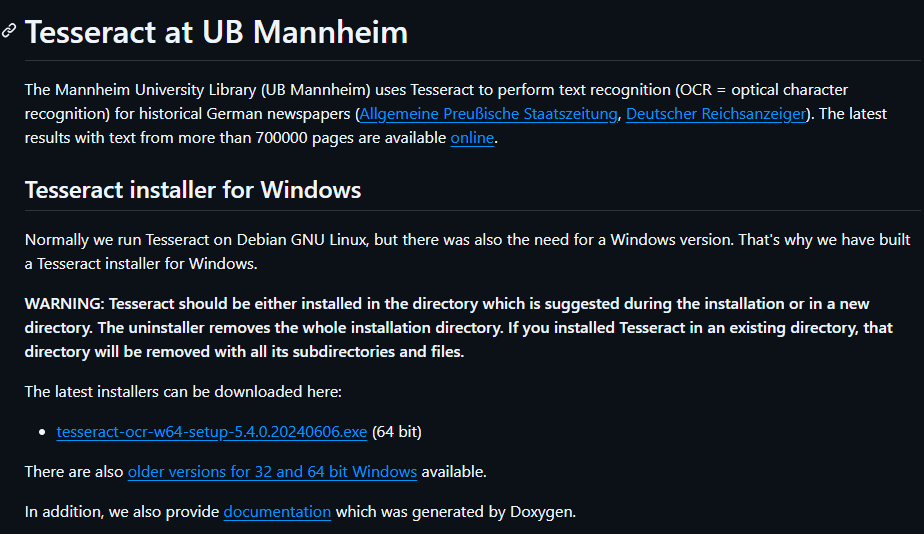 Tesseract at UB Mannheim
The Mannheim University Library (UB Mannheim) uses Tesseract to perform text recognition (OCR = optical character
recognition) for historical German newspapers (Allgemeine Preußische Staatszeitung, Deutscher Reichsanzeiger). The latest
results with text from more than 700000 pages are available online.
Tesseract installer for Windows
Normally we run Tesseract on Debian GNU Linux, but there was also the need for a Windows version. That's why we have built
a Tesseract installer for Windows.
WARNING: Tesseract should be either installed in the directory which is suggested during the installation or in a new
directory. The uninstaller removes the whole installation directory. If you installed Tesseract in an existing directory, that
directory will be removed with all its subdirectories and files.
The latest installers can be downloaded here:
• tesseract-ocr-w64-setup-5.4.0.20240606.exe (64 bit)
There are also older versions for 32 and 64 bit Windows available.
In addition, we also provide documentation which was generated by Doxygen.